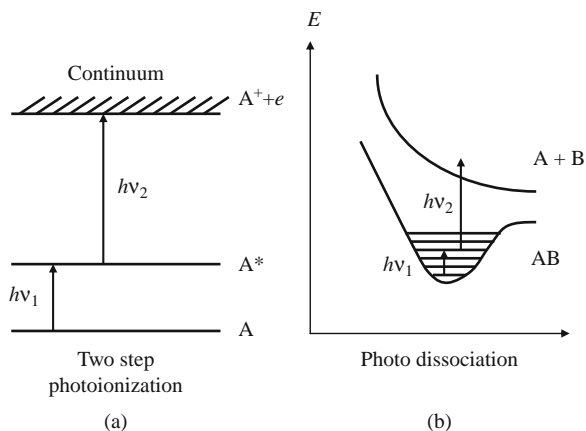 Continuum
A⁺+e
hν₂
A*
hν₁
A
Two step
photoionization
(a)
E
A + B
hν₂
hν₁
AB
Photo dissociation
(b)